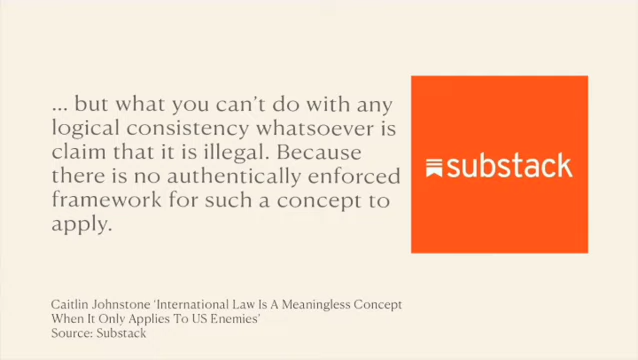 ... but what you can't do with any
logical consistency whatsoever is
claim that it is illegal. Because
there is no authentically enforced
framework for such a concept to
apply.
substack
Caitlin Johnstone 'International Law Is A Meaningless Concept
When It Only Applies To US Enemies'
Source: Substack